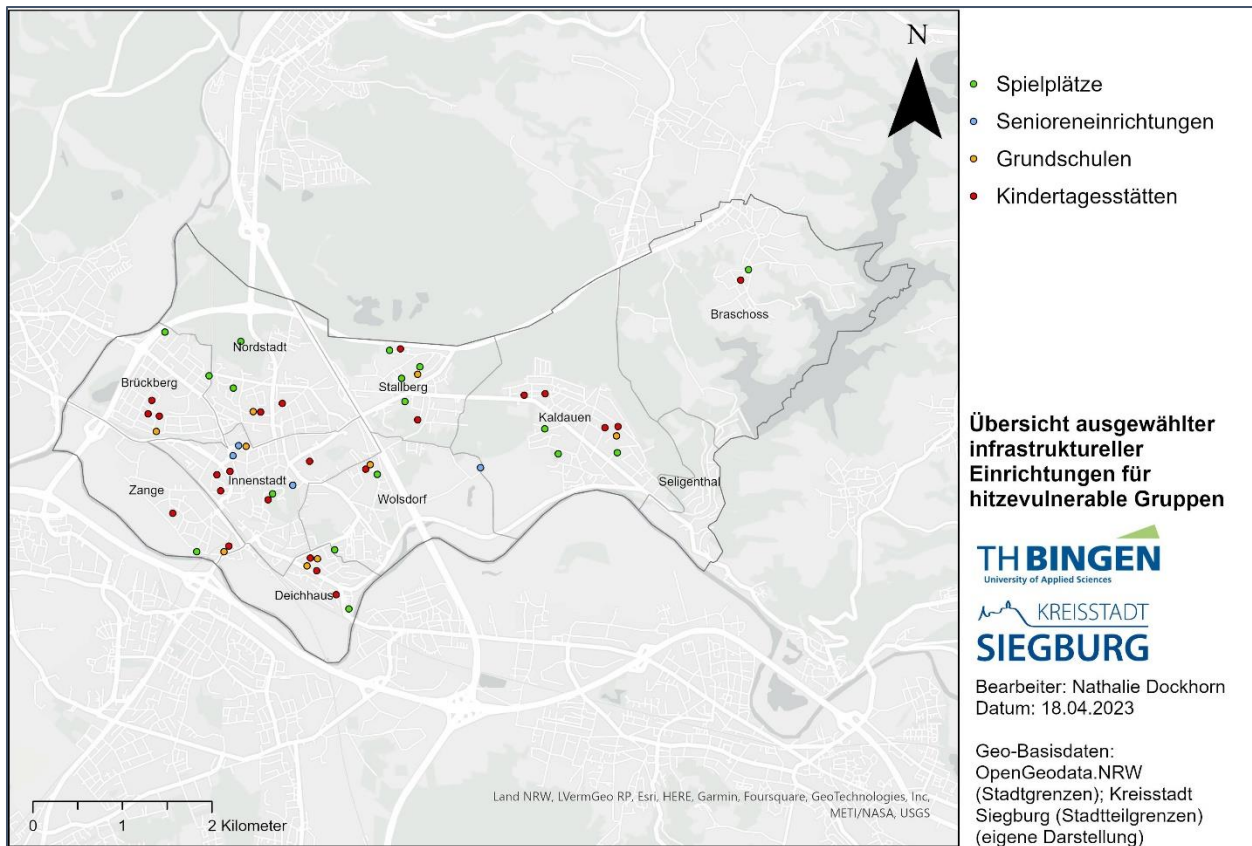 N
Nordstadt
Brückberg
Stallberg
Braschoss
Kaldauen
Zange
Innenstadt
Wolsdorf
Seligenthal
Deichhaus
0 1 2 Kilometer
Land NRW, LVermGeo RP, Esri, HERE, Garmin, Foursquare, GeoTechnologies, Inc,
METI/NASA, USGS
Spielplätze
Senioreneinrichtungen
Grundschulen
Kindertagesstätten
Übersicht ausgewählter
infrastruktureller
Einrichtungen für
hitzevulnerable Gruppen
TH BINGEN
University of Applied Sciences
KREISSTADT
SIEGBURG
Bearbeiter: Nathalie Dockhorn
Datum: 18.04.2023
Geo-Basisdaten:
OpenGeodata.NRW
(Stadtgrenzen); Kreisstadt
Siegburg (Stadtteilgrenzen)
(eigene Darstellung)